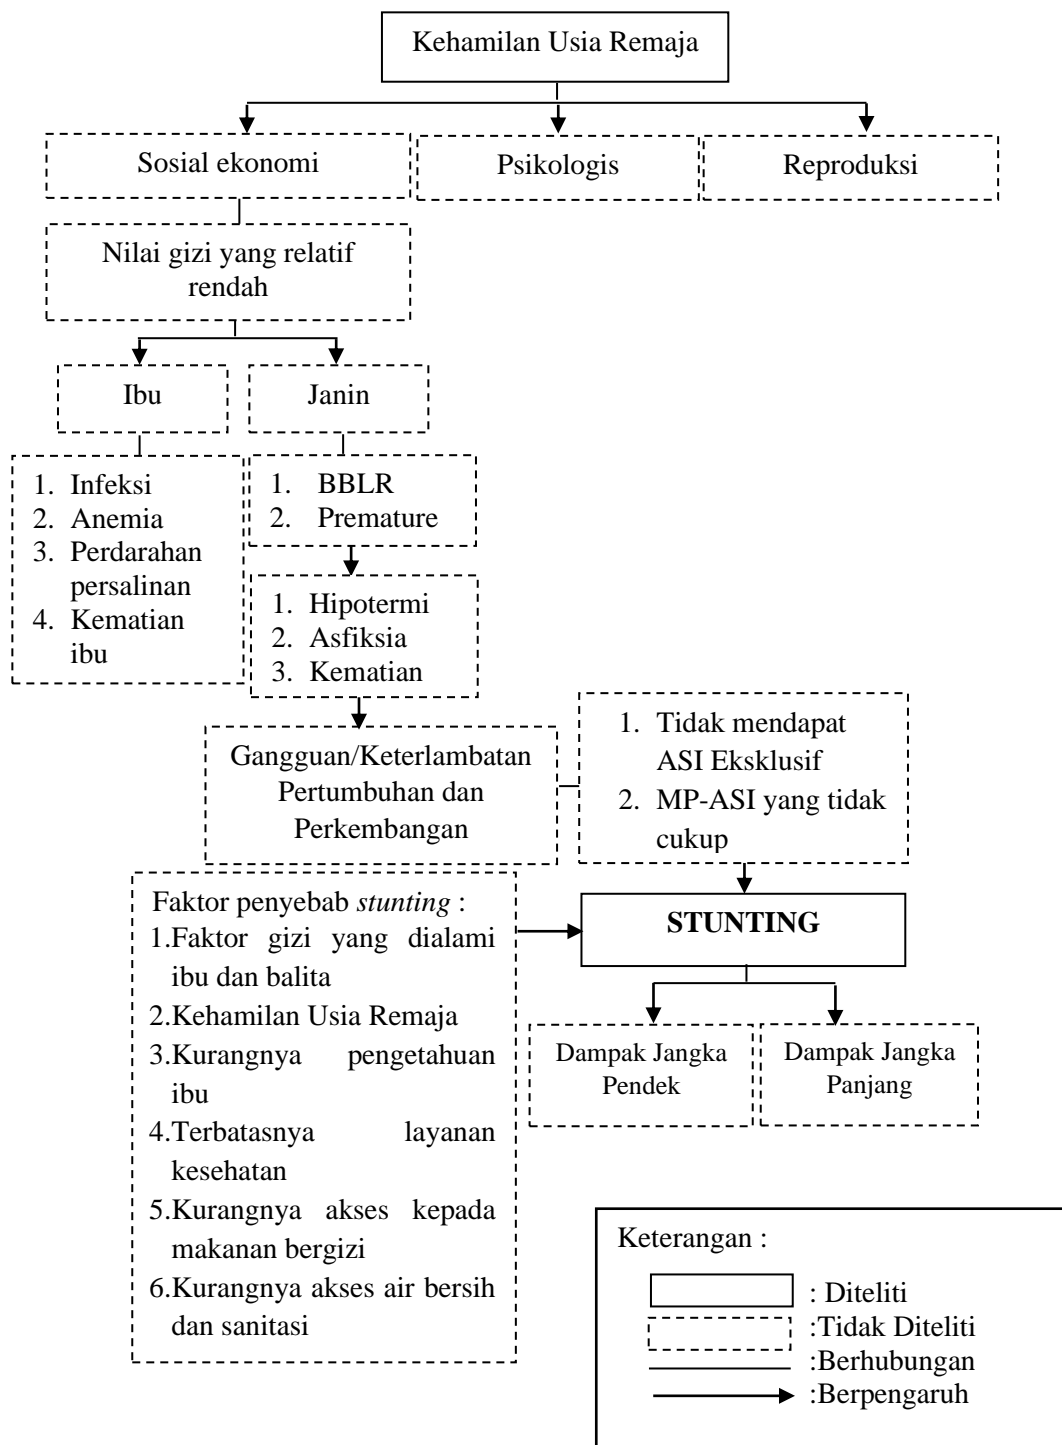 Kehamilan Usia Remaja
Sosial ekonomi
Psikologis
Reproduksi
Nilai gizi yang relatif
rendah
Ibu
Janin
1. Infeksi
2. Anemia
3. Perdarahan
persalinan
4. Kematian
ibu
1. BBLR
2. Premature
1. Hipotermi
2. Asfiksia
3. Kematian
Gangguan/Keterlambatan
Pertumbuhan dan
Perkembangan
1. Tidak mendapat
ASI Eksklusif
2. MP-ASI yang tidak
cukup
Faktor penyebab stunting :
1.Faktor gizi yang dialami
ibu dan balita
2.Kehamilan Usia Remaja
3.Kurangnya pengetahuan
ibu
4.Terbatasnya layanan
kesehatan
5.Kurangnya akses kepada
makanan bergizi
6.Kurangnya akses air bersih
dan sanitasi
STUNTING
Dampak Jangka
Pendek
Dampak Jangka
Panjang
Keterangan :
: Diteliti
:Tidak Diteliti
:Berhubungan
:Berpengaruh